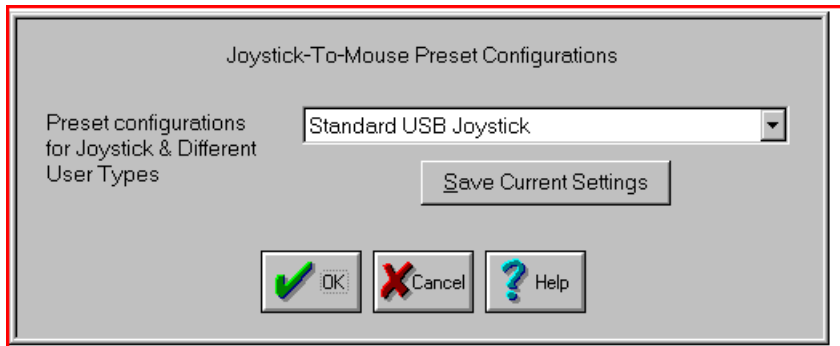 Joystick-To-Mouse Preset Configurations
Preset configurations
for Joystick & Different
User Types
Standard USB Joystick
Save Current Settings
OK
Cancel
Help